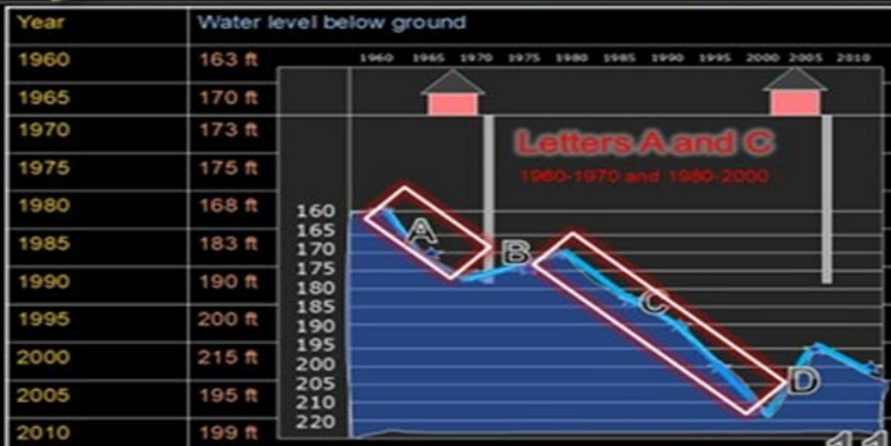 Year Water level below ground
1960 163 ft
1965 170 ft
1970 173 ft
1975 175 ft
1980 168 ft
1985 183 ft
1990 190 ft
1995 200 ft
2000 215 ft
2005 195 ft
2010 199 ft
1960 1965 1970 1975 1980 1985 1990 1995 2000 2005 2010
Letters A and C
1960-1970 and 1980-2000
160
165
170
175
180
185
190
195
200
205
210
220
A
B
C
D